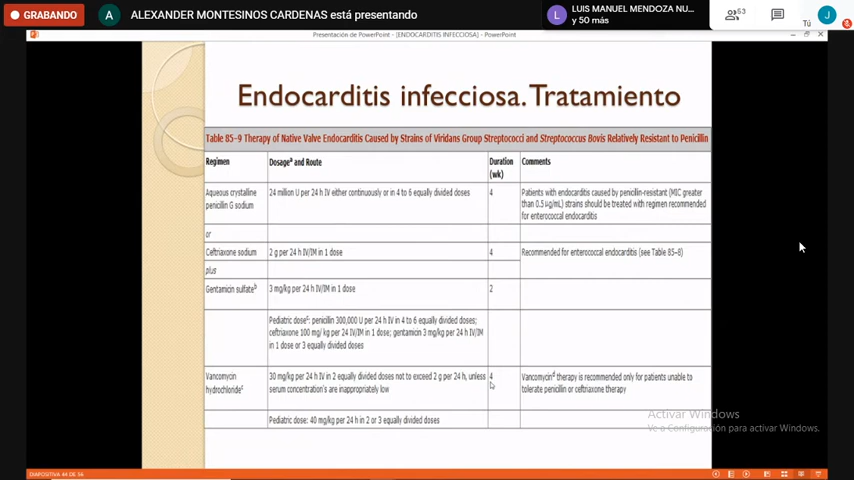 GRABANDO
A
ALEXANDER MONTESINOS CARDENAS está presentando
L
LUIS MANUEL MENDOZA NU...
y 50 más
63
J
Tú
Presentación de PowerPoint - [ENDOCARDITIS INFECCIOSA] - PowerPoint
Endocarditis infecciosa. Tratamiento
Table 85-9 Therapy of Native Valve Endocarditis Caused by Strains of Viridans Group Streptococci and Streptococcus Bovis Relatively Resistant to Penicillin
Regimen
Dosageª and Route
Duration
(wk)
Comments
Aqueous crystalline
penicillin G sodium
24 million U per 24 h IV either continuously or in 4 to 6 equally divided doses
4
Patients with endocarditis caused by penicillin-resistant (MIC greater
than 0.5 µg/mL) strains should be treated with regimen recommended
for enterococcal endocarditis
or
Ceftriaxone sodium
2 g per 24 h IV/IM in 1 dose
4
Recommended for enterococcal endocarditis (see Table 85-8)
plus
Gentamicin sulfateᵇ
3 mg/kg per 24 h IV/IM in 1 dose
2
Pediatric doseᶜ: penicillin 300,000 U per 24 h IV in 4 to 6 equally divided doses;
ceftriaxone 100 mg/ kg per 24 IV/IM in 1 dose; gentamicin 3 mg/kg per 24 h IV/IM
in 1 dose or 3 equally divided doses
Vancomycin
hydrochlorideᶜ
30 mg/kg per 24 h IV in 2 equally divided doses not to exceed 2 g per 24 h, unless
serum concentration's are inappropriately low
4
Vancomycinᵈ therapy is recommended only for patients unable to
tolerate penicillin or ceftriaxone therapy
Pediatric dose: 40 mg/kg per 24 h in 2 or 3 equally divided doses
Activar Windows
Ve a Configuración para activar Windows.
DIAPOSITIVA 44 DE 56